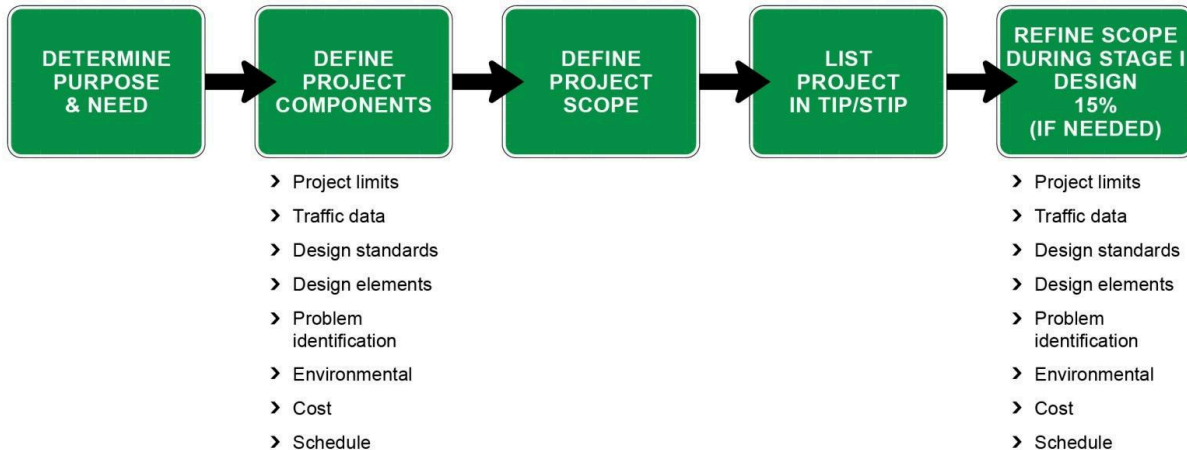 DETERMINE
PURPOSE
& NEED
DEFINE
PROJECT
COMPONENTS
DEFINE
PROJECT
SCOPE
LIST
PROJECT
IN TIP/STIP
REFINE SCOPE
DURING STAGE I
DESIGN
15%
(IF NEEDED)
› Project limits
› Traffic data
› Design standards
› Design elements
› Problem
identification
› Environmental
› Cost
› Schedule
› Project limits
› Traffic data
› Design standards
› Design elements
› Problem
identification
› Environmental
› Cost
› Schedule